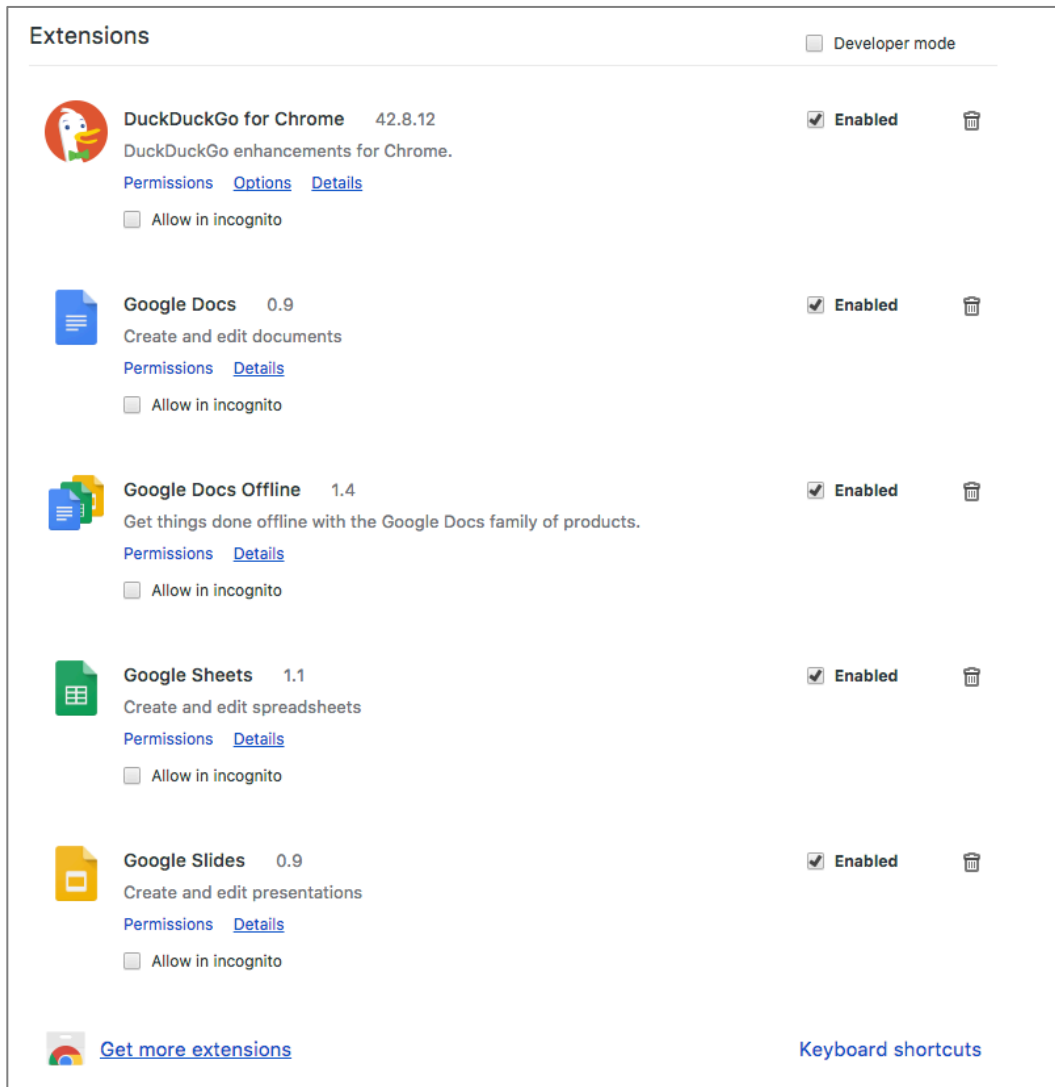 Extensions Developer mode
DuckDuckGo for Chrome 42.8.12 Enabled
DuckDuckGo enhancements for Chrome.
Permissions Options Details
Allow in incognito
Google Docs 0.9 Enabled
Create and edit documents
Permissions Details
Allow in incognito
Google Docs Offline 1.4 Enabled
Get things done offline with the Google Docs family of products.
Permissions Details
Allow in incognito
Google Sheets 1.1 Enabled
Create and edit spreadsheets
Permissions Details
Allow in incognito
Google Slides 0.9 Enabled
Create and edit presentations
Permissions Details
Allow in incognito
Get more extensions Keyboard shortcuts